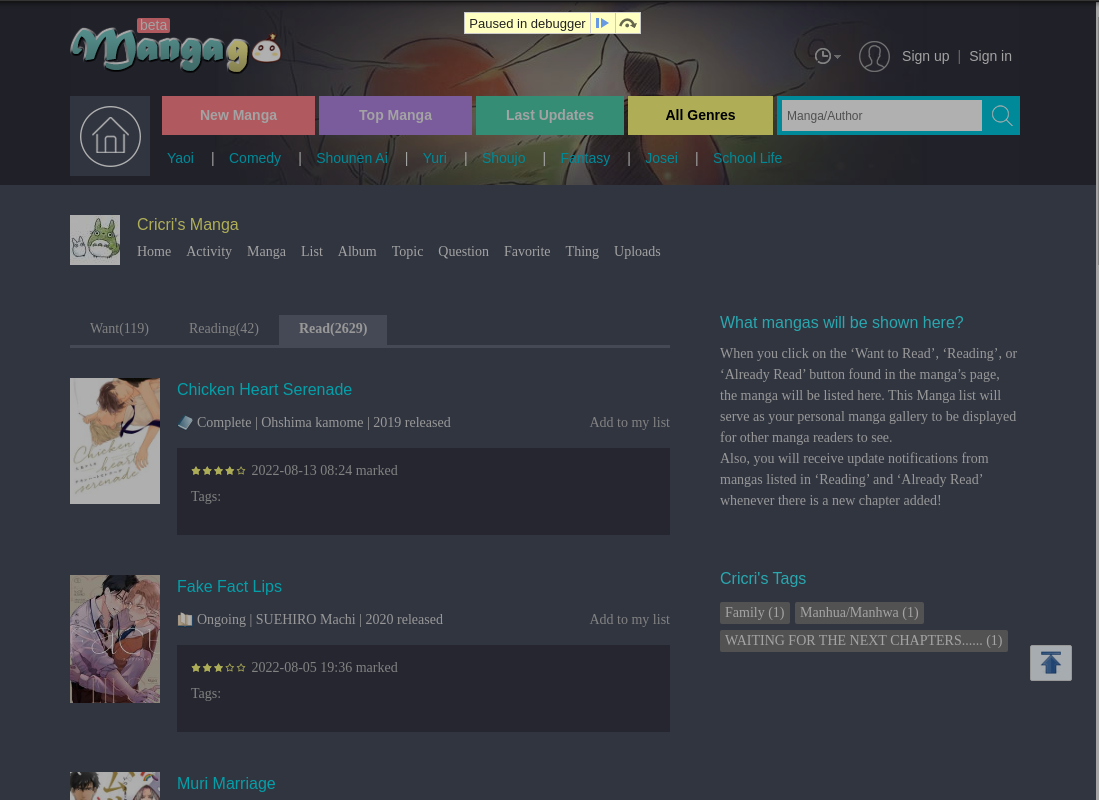 Paused in debugger
beta
Mangago
Sign up | Sign in
New Manga
Top Manga
Last Updates
All Genres
Manga/Author
Yaoi | Comedy | Shounen Ai | Yuri | Shoujo | Fantasy | Josei | School Life
Cricri's Manga
Home Activity Manga List Album Topic Question Favorite Thing Uploads
Want(119) Reading(42) Read(2629)
Chicken Heart Serenade
Complete | Ohshima kamome | 2019 released
Add to my list
Chicken
heart
serenade
2022-08-13 08:24 marked
Tags:
Fake Fact Lips
Ongoing | SUEHIRO Machi | 2020 released
Add to my list
2022-08-05 19:36 marked
Tags:
Muri Marriage
What mangas will be shown here?
When you click on the ‘Want to Read’, ‘Reading’, or
‘Already Read’ button found in the manga’s page,
the manga will be listed here. This Manga list will
serve as your personal manga gallery to be displayed
for other manga readers to see.
Also, you will receive update notifications from
mangas listed in ‘Reading’ and ‘Already Read’
whenever there is a new chapter added!
Cricri's Tags
Family (1) Manhua/Manhwa (1)
WAITING FOR THE NEXT CHAPTERS...... (1)